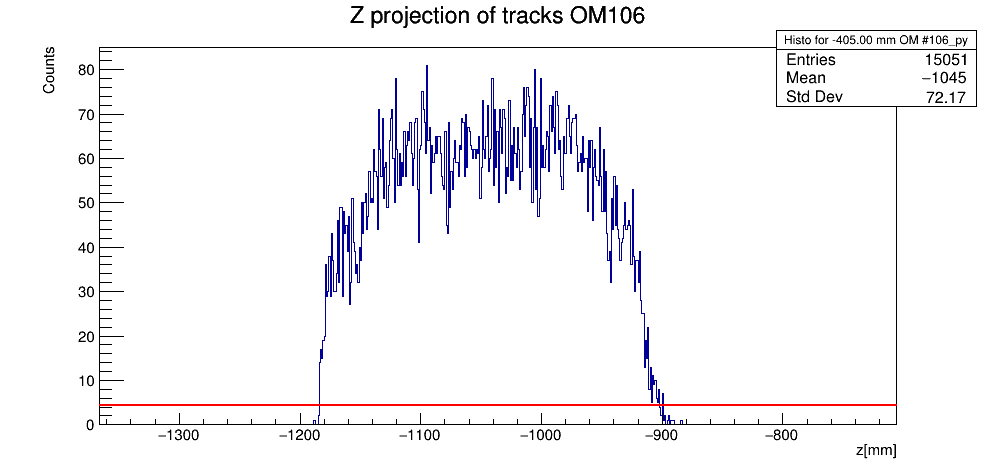 Z projection of tracks OM106
Histo for -405.00 mm OM #106_py
Entries 15051
Mean −1045
Std Dev 72.17
Counts
80
70
60
50
40
30
20
10
0
−1300 −1200 −1100 −1000 −900 −800
z[mm]